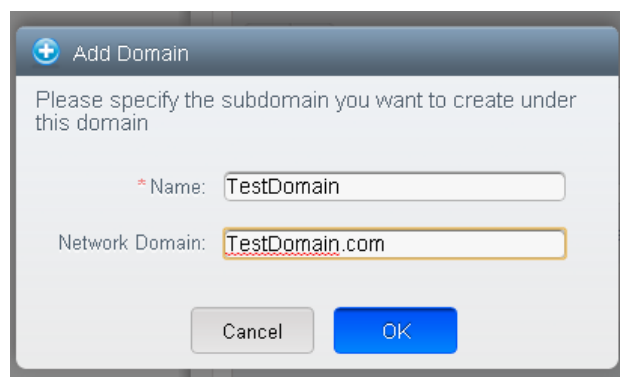 Add Domain
Please specify the subdomain you want to create under
this domain
* Name: TestDomain
Network Domain: TestDomain.com
Cancel OK